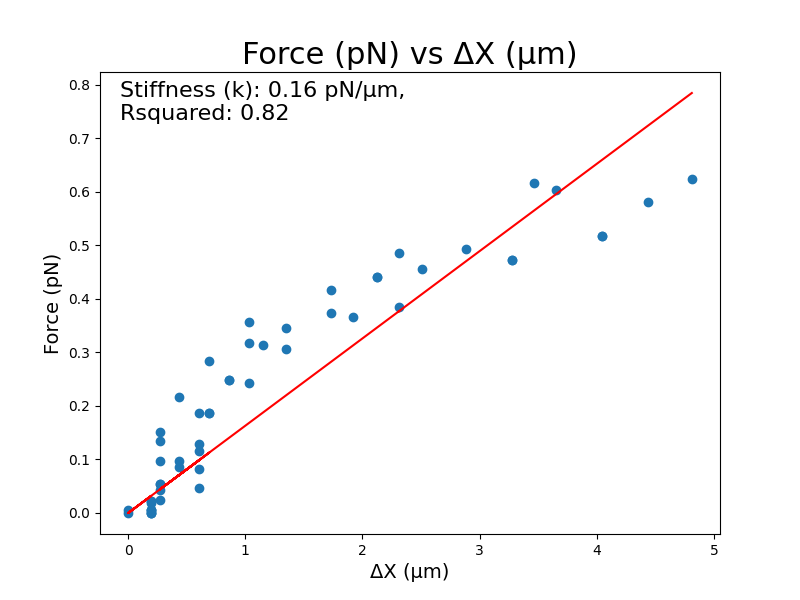 Force (pN) vs ΔX (μm)
Stiffness (k): 0.16 pN/μm,
Rsquared: 0.82
0.8
0.7
0.6
0.5
0.4
0.3
0.2
0.1
0.0
Force (pN)
0 1 2 3 4 5
ΔX (μm)